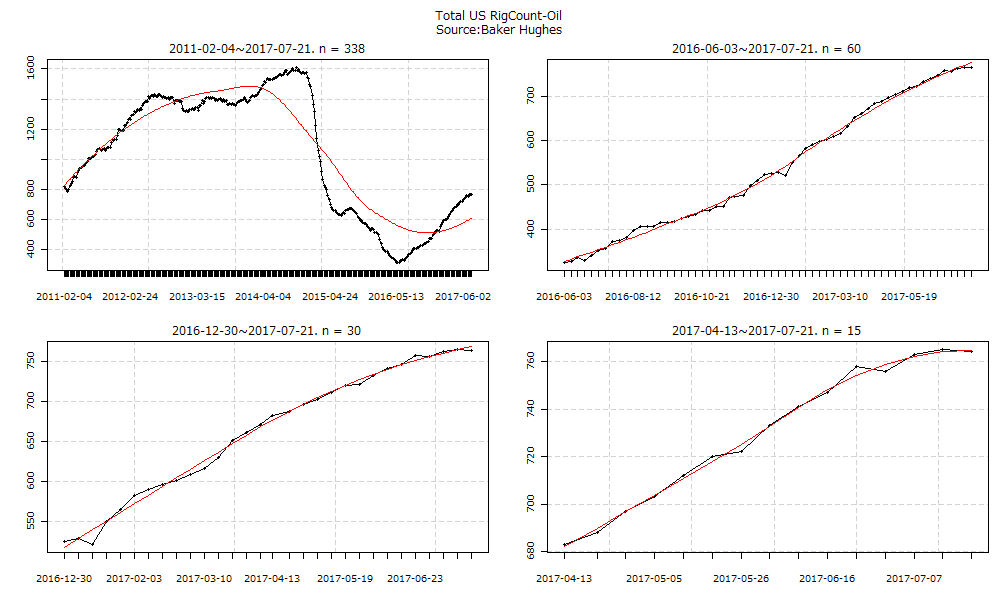 Total US RigCount-Oil
Source:Baker Hughes
2011-02-04~2017-07-21. n = 338
1600
1200
800
600
400
2011-02-04 2012-02-24 2013-03-15 2014-04-04 2015-04-24 2016-05-13 2017-06-02
2016-06-03~2017-07-21. n = 60
700
600
500
400
2016-06-03 2016-08-12 2016-10-21 2016-12-30 2017-03-10 2017-05-19
2016-12-30~2017-07-21. n = 30
750
700
650
600
550
2016-12-30 2017-02-03 2017-03-10 2017-04-13 2017-05-19 2017-06-23
2017-04-13~2017-07-21. n = 15
760
740
720
700
680
2017-04-13 2017-05-05 2017-05-26 2017-06-16 2017-07-07